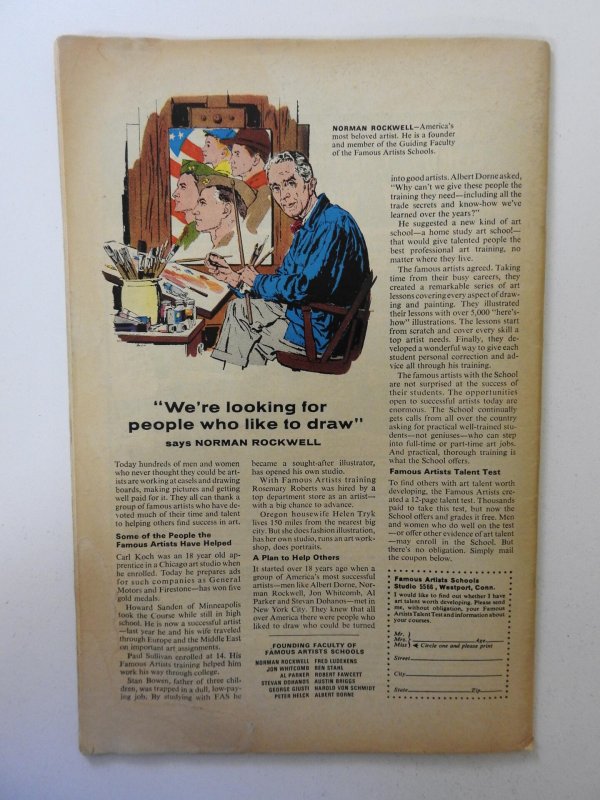 NORMAN ROCKWELL—America's
most beloved artist. He is a founder
and member of the Guiding Faculty
of the Famous Artists Schools.
"We're looking for
people who like to draw"
says NORMAN ROCKWELL
Today hundreds of men and women
who never thought they could be art-
ists are working at easels and drawing
boards, making pictures and getting
well paid for it. They all can thank a
group of famous artists who have de-
voted much of their time and talent
to helping others find success in art.
Some of the People the
Famous Artists Have Helped
Carl Koch was an 18 year old ap-
prentice in a Chicago art studio when
he enrolled. Today he prepares ads
for such companies as General
Motors and Firestone—has won five
gold medals.
Howard Sanden of Minneapolis
took the Course while still in high
school. He is now a successful artist
—last year he and his wife traveled
through Europe and the Middle East
on important art assignments.
Paul Sullivan enrolled at 14. His
Famous Artists training helped him
work his way through college.
Stan Bowen, father of three chil-
dren, was trapped in a dull, low-pay-
ing job. By studying with FAS he
became a sought-after illustrator,
has opened his own studio.
With Famous Artists training
Rosemary Roberts was hired by a
top department store as an artist—
with a big chance to advance.
Oregon housewife Helen Tryk
lives 150 miles from the nearest big
city. But she does fashion illustration,
has her own studio, runs an art work-
shop, does portraits.
A Plan to Help Others
It started over 18 years ago when a
group of America's most successful
artists—men like Albert Dorne, Nor-
man Rockwell, Jon Whitcomb, Al
Parker and Stevan Dohanos—met in
New York City. They knew that all
over America there were people who
liked to draw who could be turned
FOUNDING FACULTY OF
FAMOUS ARTISTS SCHOOLS
NORMAN ROCKWELL FRED LUDEKENS
JON WHITCOMB BEN STAHL
AL PARKER ROBERT FAWCETT
STEVAN DOHANOS AUSTIN BRIGGS
GEORGE GIUSTI HAROLD VON SCHMIDT
PETER HELCK ALBERT DORNE
into good artists. Albert Dorne asked,
"Why can't we give these people the
training they need—including all the
trade secrets and know-how we've
learned over the years?"
He suggested a new kind of art
school—a home study art school—
that would give talented people the
best professional art training, no
matter where they live.
The famous artists agreed. Taking
time from their busy careers, they
created a remarkable series of art
lessons covering every aspect of draw-
ing and painting. They illustrated
their lessons with over 5,000 "here's-
how" illustrations. The lessons start
from scratch and cover every skill a
top artist needs. Finally, they de-
veloped a wonderful way to give each
student personal correction and ad-
vice all through his training.
The famous artists with the School
are not surprised at the success of
their students. The opportunities
open to successful artists today are
enormous. The School continually
gets calls from all over the country
asking for practical well-trained stu-
dents—not geniuses—who can step
into full-time or part-time art jobs.
And practical, thorough training is
what the School offers.
Famous Artists Talent Test
To find others with art talent worth
developing, the Famous Artists cre-
ated a 12-page talent test. Thousands
paid to take this test, but now the
School offers and grades it free. Men
and women who do well on the test
—or offer other evidence of art talent
—may enroll in the School. But
there's no obligation. Simply mail
the coupon below.
Famous Artists Schools
Studio 5586, Westport, Conn.
I would like to find out whether I have
art talent worth developing. Please send
me, without obligation, your Famous
Artists Talent Test and information about
your courses.
Mr.
Mrs. Age
Miss Circle one and please print
Street
City
State Zip